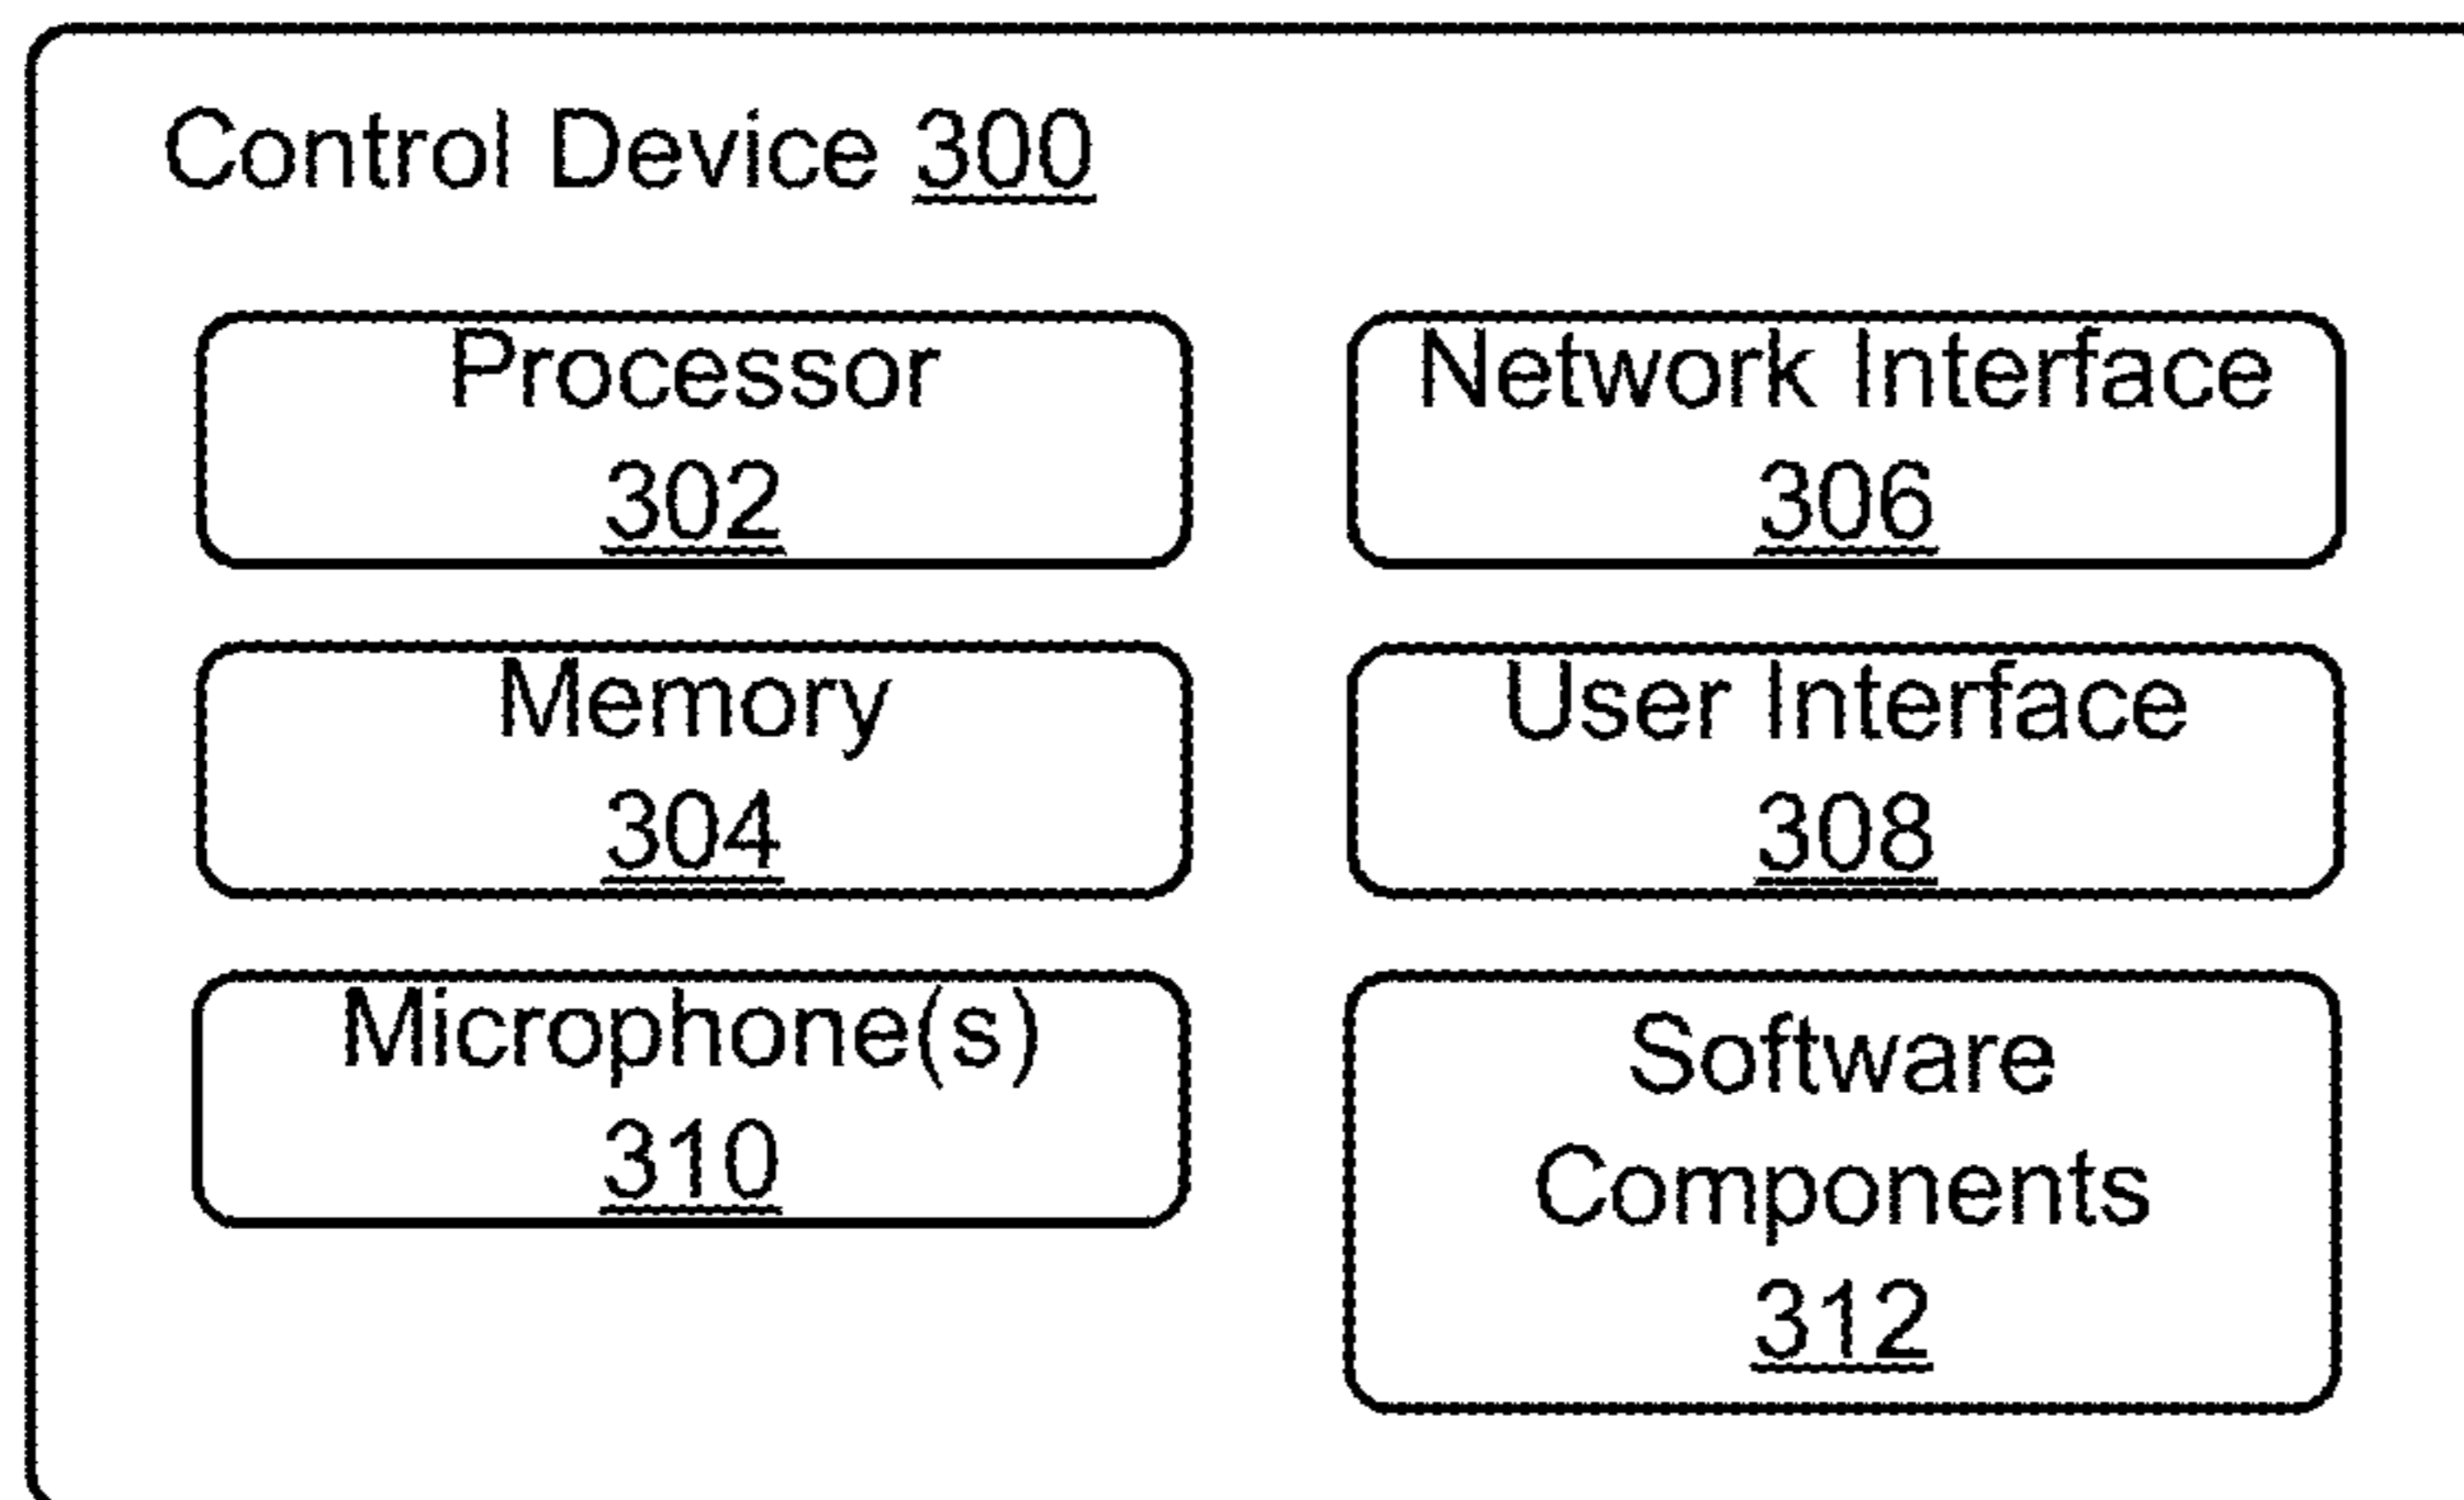 Control Device 300
Processor
302
Network Interface
306
Memory
304
User Interface
308
Microphone(s)
310
Software
Components
312